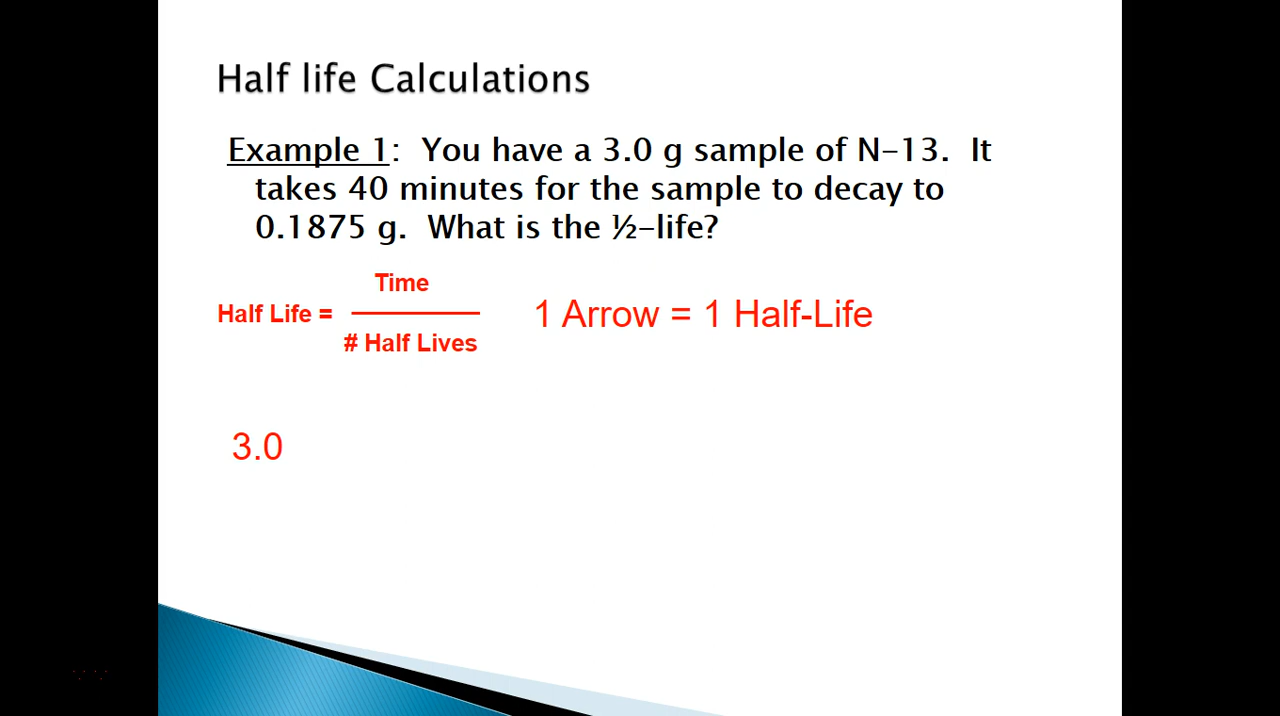 Half life Calculations
Example 1: You have a 3.0 g sample of N-13. It
takes 40 minutes for the sample to decay to
0.1875 g. What is the ½-life?
Time
Half Life =
# Half Lives
1 Arrow = 1 Half-Life
3.0